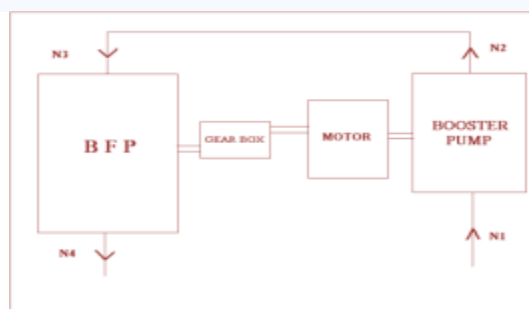 N3
N2
B F P
GEAR BOX
MOTOR
BOOSTER
PUMP
N4
N1